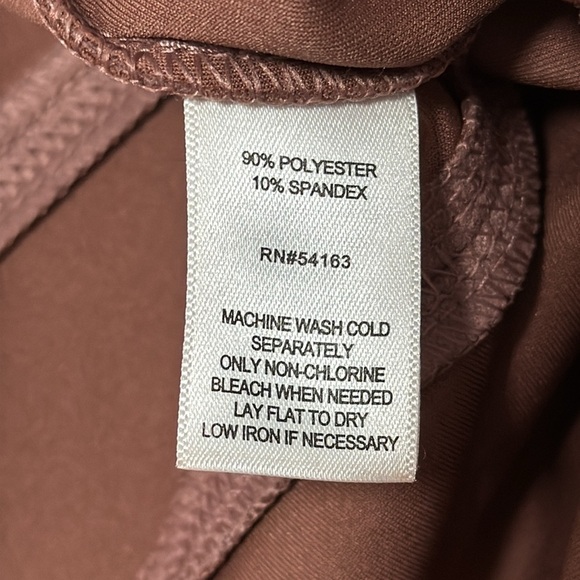 90% POLYESTER
10% SPANDEX
RN#54163
MACHINE WASH COLD
SEPARATELY
ONLY NON-CHLORINE
BLEACH WHEN NEEDED
LAY FLAT TO DRY
LOW IRON IF NECESSARY